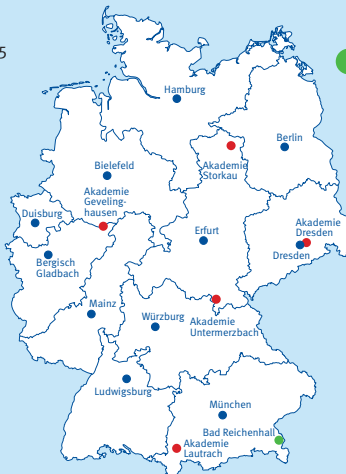 5
Hamburg
Berlin
Akademie
Storkau
Bielefeld
Akademie
Geveling-
hausen
Duisburg
Akademie
Dresden
Erfurt
Dresden
Bergisch
Gladbach
Mainz
Würzburg
Akademie
Untermerzbach
Ludwigsburg
München
Bad Reichenhall
Akademie
Lautrach